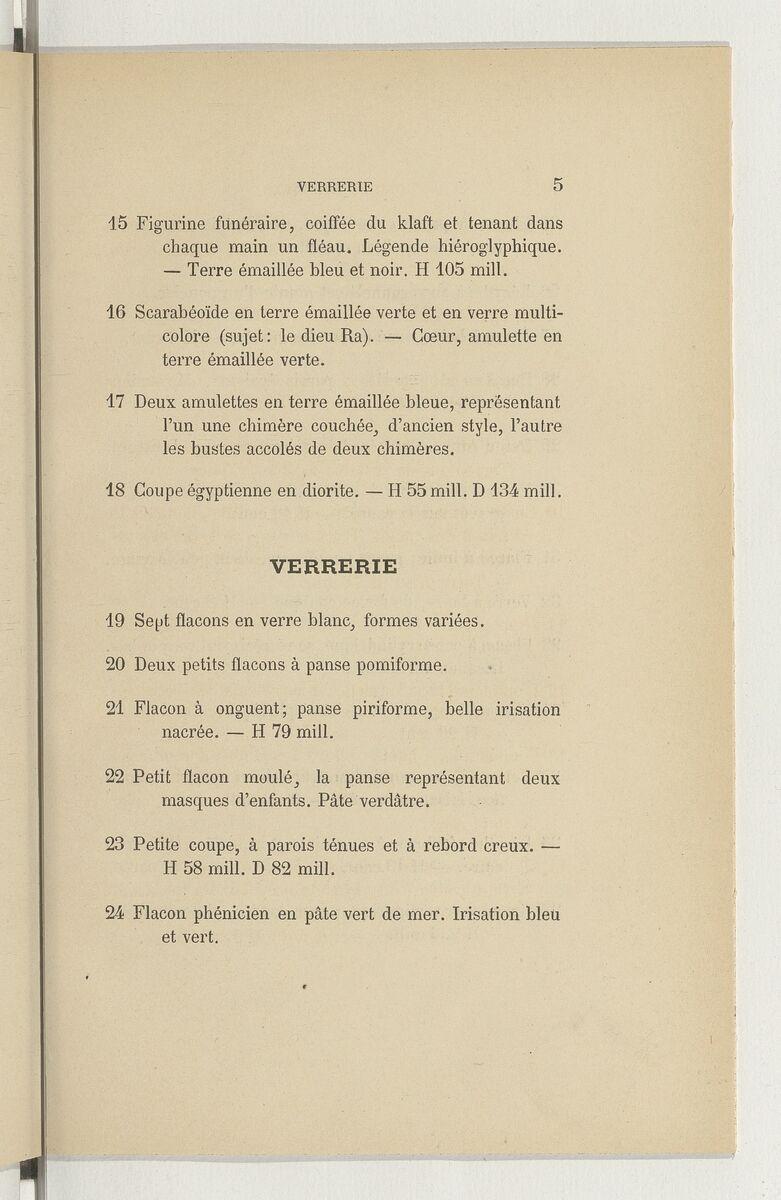 VERRERIE 5
15 Figurine funéraire, coiffée du klaft et tenant dans
chaque main un fléau. Légende hiéroglyphique.
— Terre émaillée bleu et noir. H 105 mill.
16 Scarabéoïde en terre émaillée verte et en verre multi-
colore (sujet: le dieu Ra). — Cœur, amulette en
terre émaillée verte.
17 Deux amulettes en terre émaillée bleue, représentant
l'un une chimère couchée, d'ancien style, l'autre
les bustes accolés de deux chimères.
18 Coupe égyptienne en diorite. — H 55 mill. D 134 mill.
VERRERIE
19 Sept flacons en verre blanc, formes variées.
20 Deux petits flacons à panse pomiforme.
21 Flacon à onguent; panse piriforme, belle irisation
nacrée. — H 79 mill.
22 Petit flacon moulé, la panse représentant deux
masques d'enfants. Pâte verdâtre.
23 Petite coupe, à parois ténues et à rebord creux. —
H 58 mill. D 82 mill.
24 Flacon phénicien en pâte vert de mer. Irisation bleu
et vert.